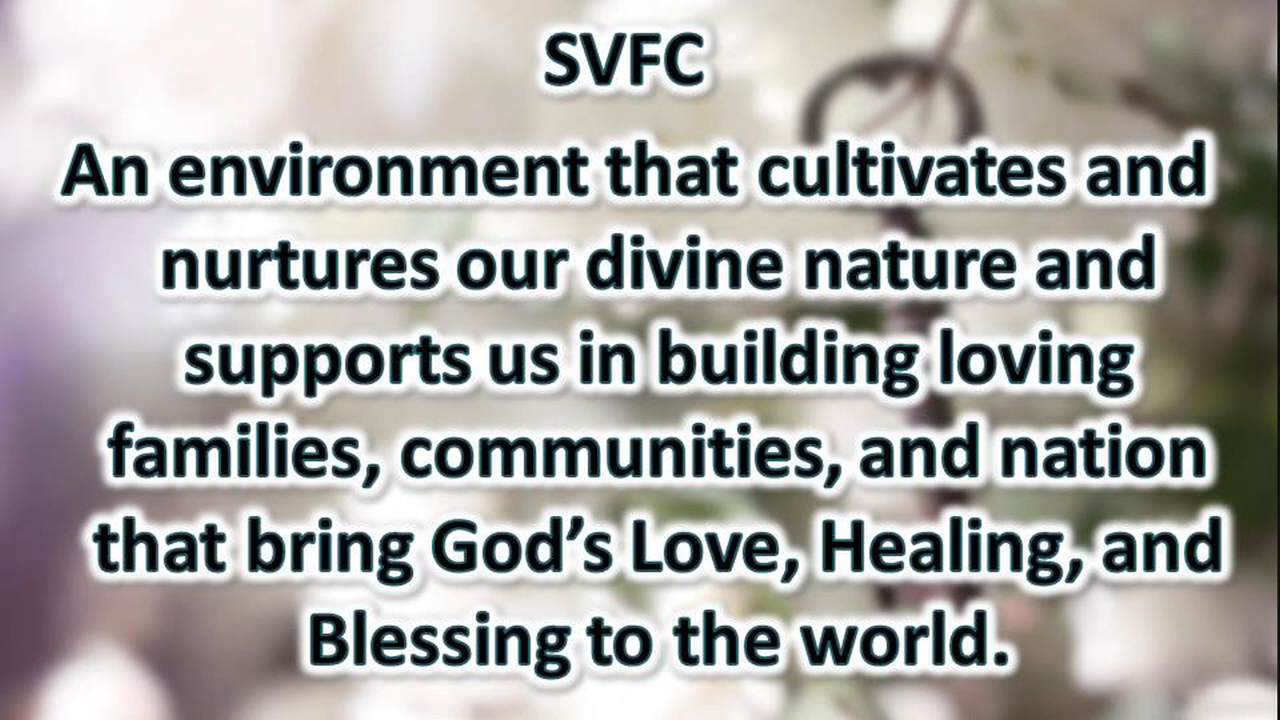 SVFC
An environment that cultivates and
nurtures our divine nature and
supports us in building loving
families, communities, and nation
that bring God’s Love, Healing, and
Blessing to the world.